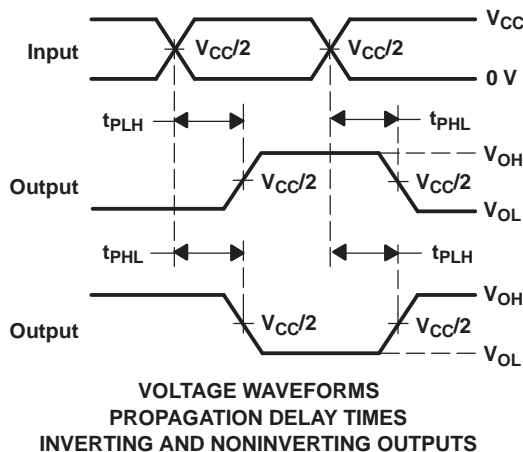 VCC
Input VCC/2 VCC/2
0 V
tPLH tPHL
VOH
Output VCC/2 VCC/2
VOL
tPHL tPLH
VOH
Output VCC/2 VCC/2
VOL
VOLTAGE WAVEFORMS
PROPAGATION DELAY TIMES
INVERTING AND NONINVERTING OUTPUTS